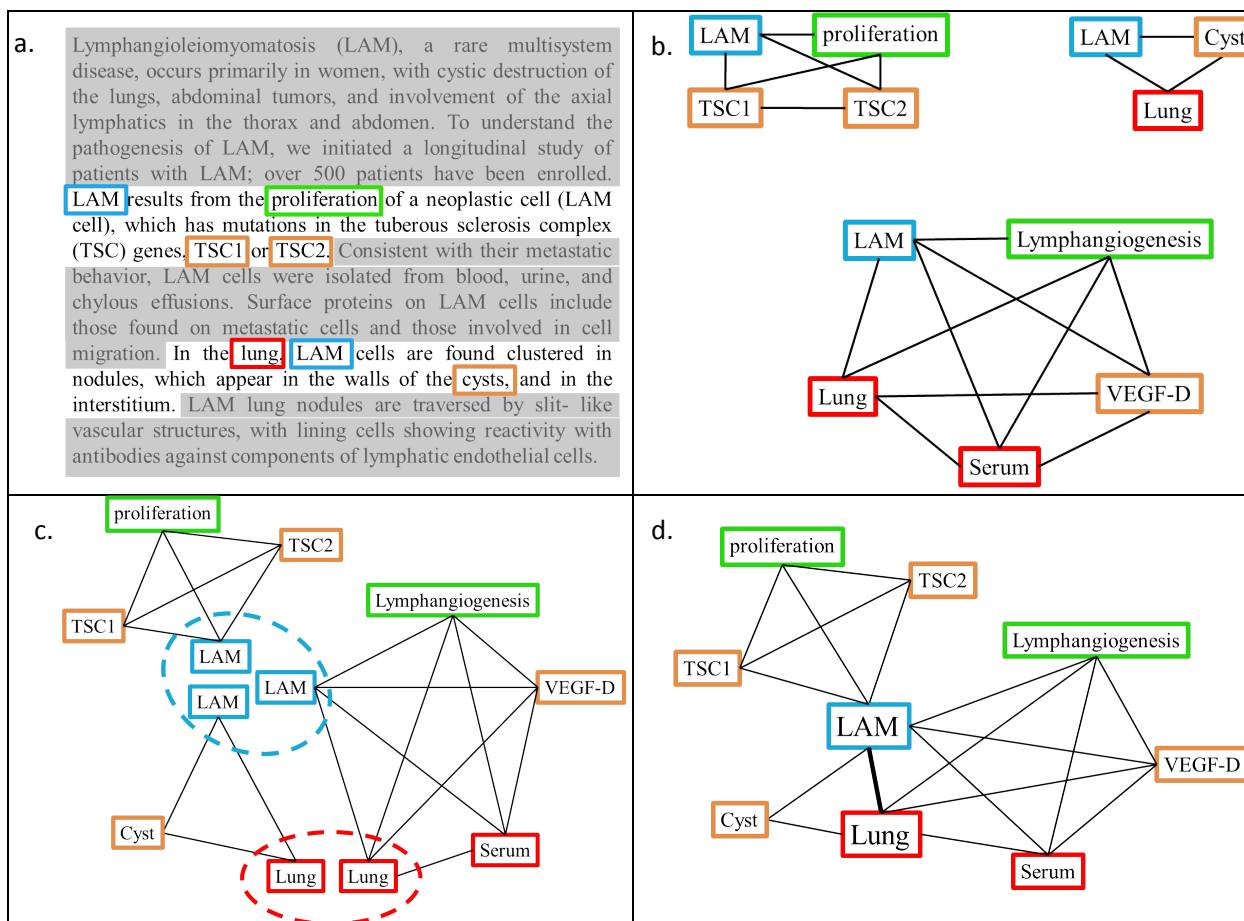 a.
Lymphangioleiomyomatosis (LAM), a rare multisystem
disease, occurs primarily in women, with cystic destruction of
the lungs, abdominal tumors, and involvement of the axial
lymphatics in the thorax and abdomen. To understand the
pathogenesis of LAM, we initiated a longitudinal study of
patients with LAM; over 500 patients have been enrolled.
LAM results from the proliferation of a neoplastic cell (LAM
cell), which has mutations in the tuberous sclerosis complex
(TSC) genes, TSC1 or TSC2. Consistent with their metastatic
behavior, LAM cells were isolated from blood, urine, and
chylous effusions. Surface proteins on LAM cells include
those found on metastatic cells and those involved in cell
migration. In the lung, LAM cells are found clustered in
nodules, which appear in the walls of the cysts, and in the
interstitium. LAM lung nodules are traversed by slit- like
vascular structures, with lining cells showing reactivity with
antibodies against components of lymphatic endothelial cells.
b.
LAM proliferation
TSC1 TSC2
LAM Cyst
Lung
LAM Lymphangiogenesis
Lung VEGF-D
Serum
c.
proliferation
TSC2
TSC1
LAM
LAM
LAM
Lymphangiogenesis
VEGF-D
Cyst
Lung
Lung
Serum
d.
proliferation
TSC2
TSC1
Lymphangiogenesis
LAM
VEGF-D
Cyst
Lung
Serum